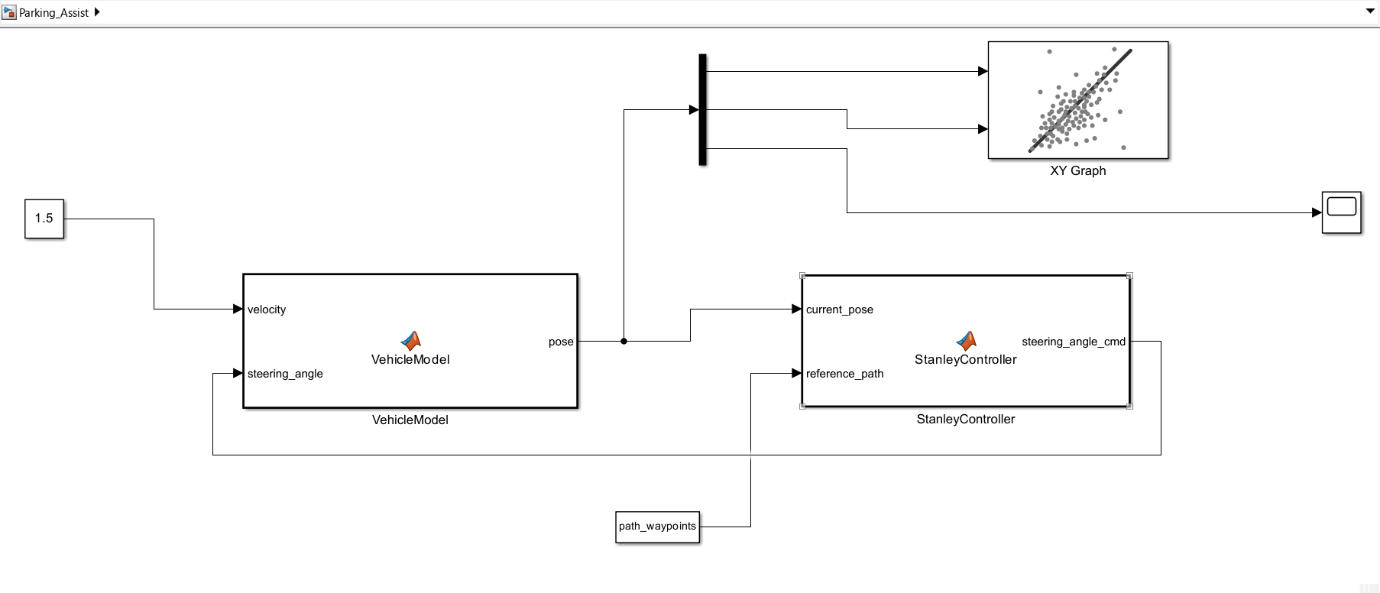 Parking_Assist
XY Graph
1.5
velocity
steering_angle
pose
VehicleModel
VehicleModel
current_pose
reference_path
steering_angle_cmd
StanleyController
StanleyController
path_waypoints